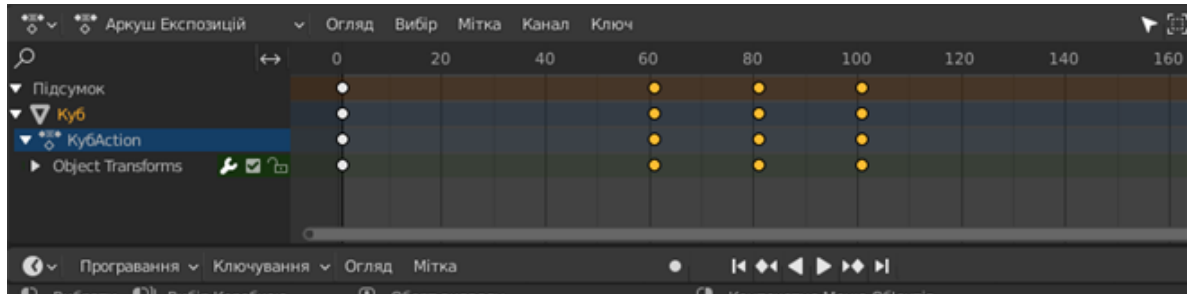 Аркуш Експозицій Огляд Вибір Мітка Канал Ключ
0 20 40 60 80 100 120 140 160
Підсумок
Куб
КубAction
Object Transforms
Програвання Ключування Огляд Мітка